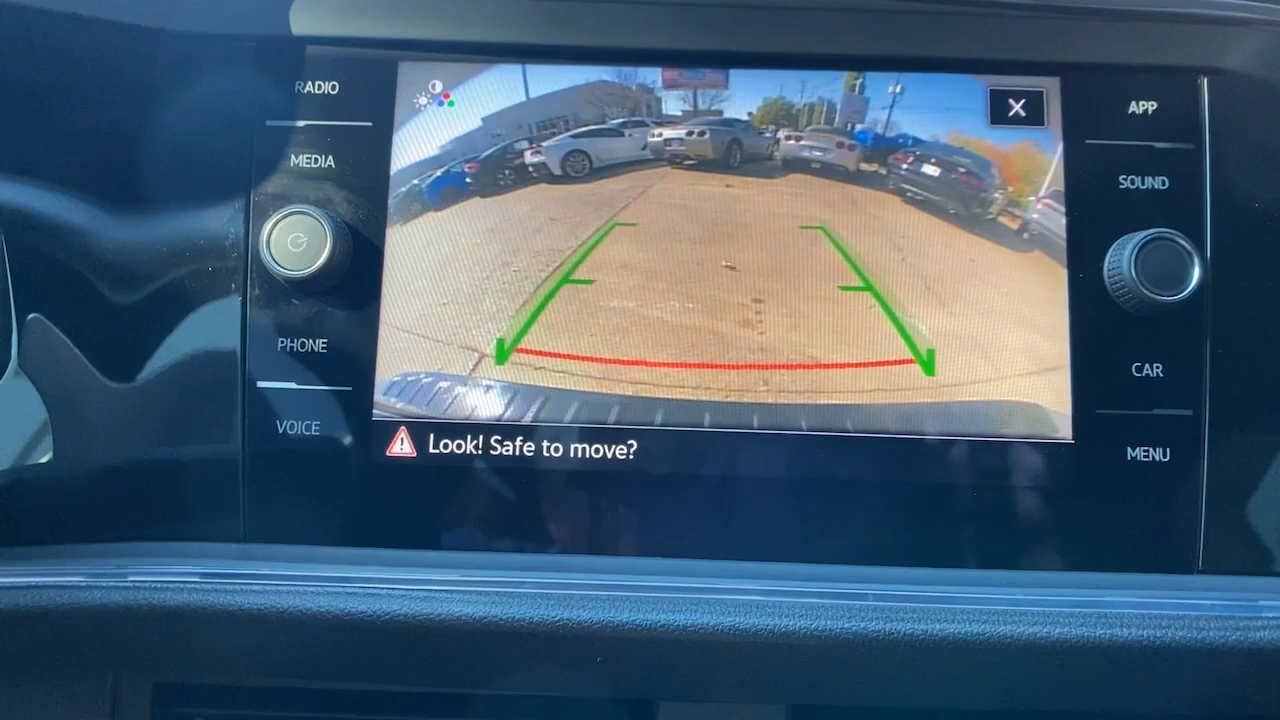 RADIO
MEDIA
PHONE
VOICE
Look! Safe to move?
APP
SOUND
CAR
MENU